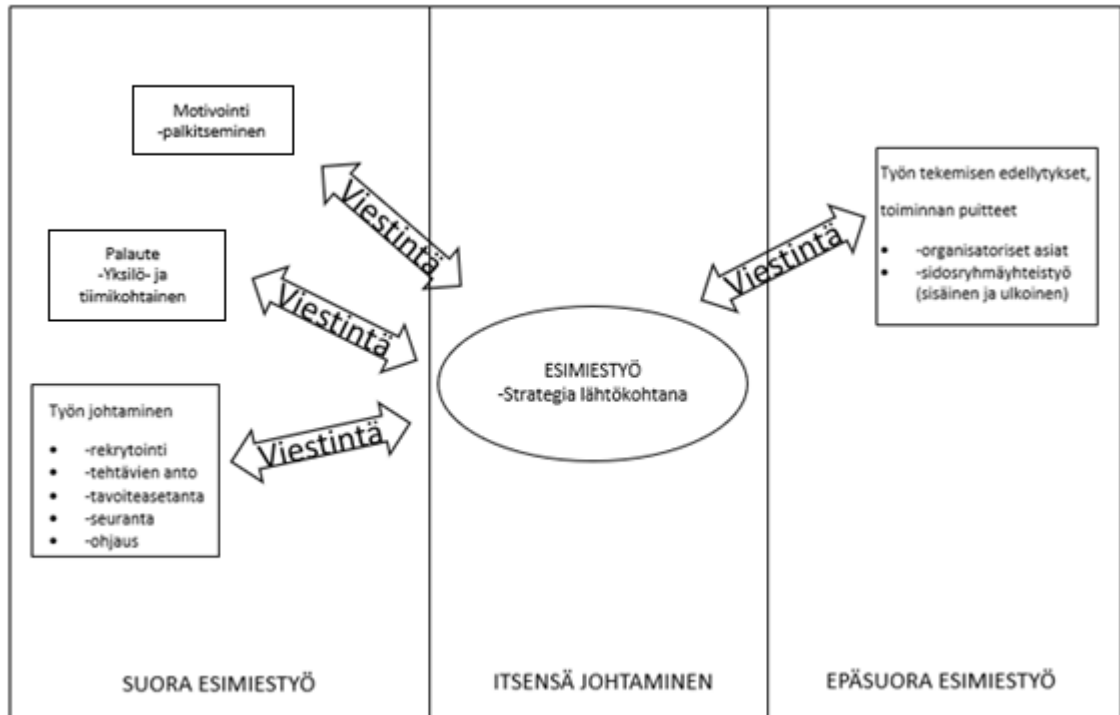 Motivointi
-palkitseminen
Viestintä
Palaute
-Yksilö- ja
tiimikohtainen
Viestintä
Työn johtaminen
• -rekrytointi
• -tehtävien anto
• -tavoiteasetanta
• -seuranta
• -ohjaus
Viestintä
SUORA ESIMIESTYÖ
ESIMIESTYÖ
-Strategia lähtökohtana
ITSENSÄ JOHTAMINEN
Viestintä
Työn tekemisen edellytykset,
toiminnan puitteet
• -organisatoriset asiat
• -sidosryhmäyhteistyö
(sisäinen ja ulkoinen)
EPÄSUORA ESIMIESTYÖ